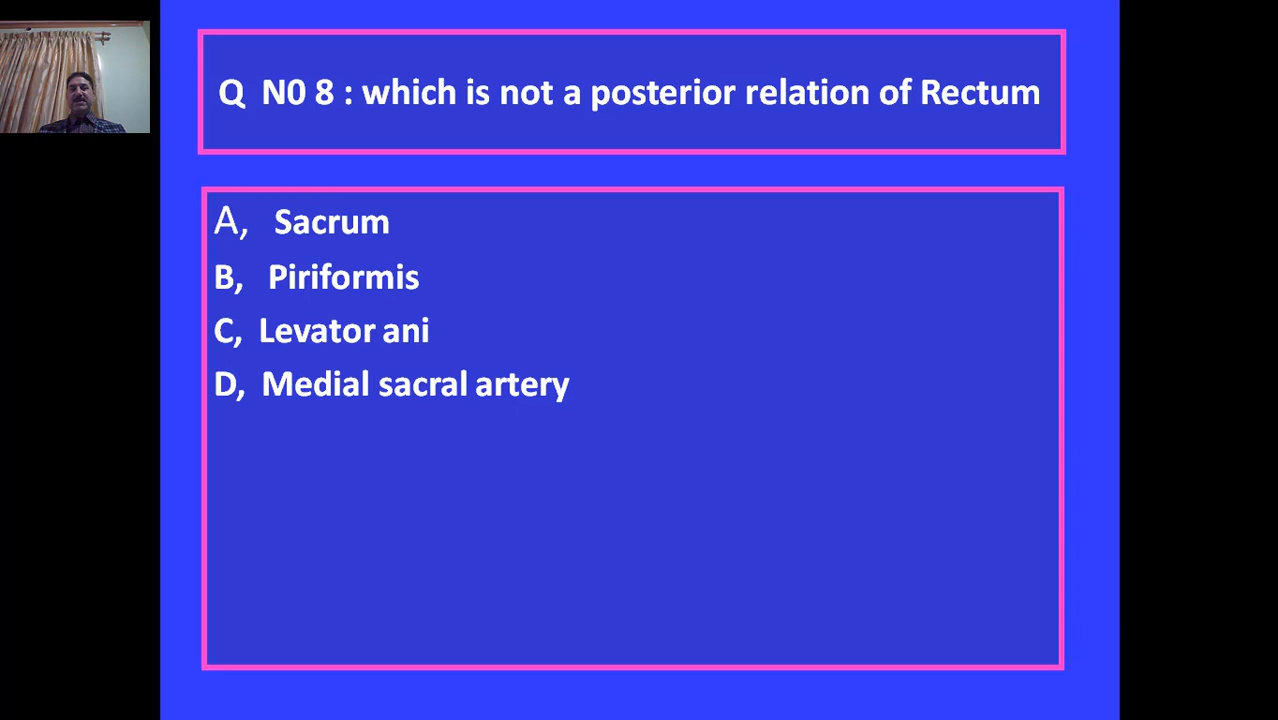 Q N0 8 : which is not a posterior relation of Rectum
A, Sacrum
B, Piriformis
C, Levator ani
D, Medial sacral artery